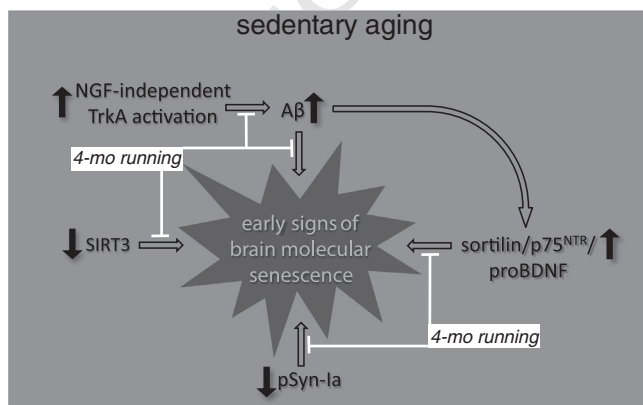 sedentary aging
NGF-independent
TrkA activation
Aβ
4-mo running
SIRT3
early signs of
brain molecular
senescence
sortilin/p75ᴺᵀᴿ/
proBDNF
4-mo running
pSyn-Ia